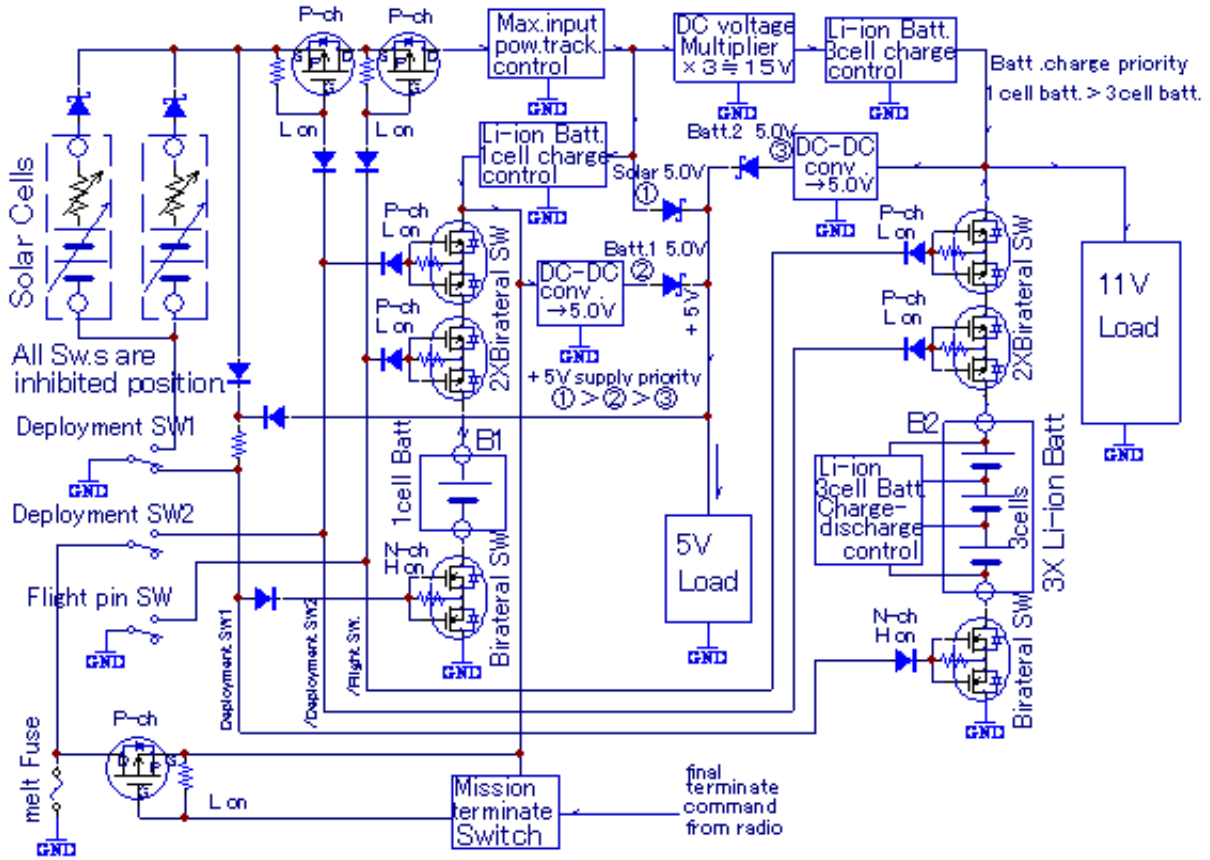 P-ch
P-ch
S
P
D
G
S
P
D
G
L on
L on
Max.input
pow.track.
control
GND
DC voltage
Multiplier
×3≒15V
GND
Li-ion Batt.
3cell charge
control
GND
Batt .charge priority
1 cell batt. > 3cell batt.
Li-ion Batt.
1cell charge
control
GND
Batt.2 5.0V
③
DC-DC
conv .
→5.0V
GND
Solar 5.0V
①
Solar Cells
P-ch
L on
P-ch
L on
2XBirateral SW
DC-DC
conv .
→5.0V
GND
Batt.1 5.0V
②
+5V
+5V supply priority
①>②>③
P-ch
L on
P-ch
L on
2XBirateral SW
11V
Load
GND
All Sw.s are
inhibited position
Deployment SW1
GND
Deployment SW2
Flight pin SW
GND
B1
1cell Batt
N-ch
H on
Birateral SW
GND
5V
Load
GND
B2
Li-ion
3cell Batt.
Charge-
discharge
control
3cells
3X Li-ion Batt
N-ch
H on
Birateral SW
GND
Deployment SW1
/Deployment SW2
/Flight SW.
melt Fuse
GND
P-ch
D
P
S
G
L on
Mission
terminate
Switch
final
terminate
command
from radio